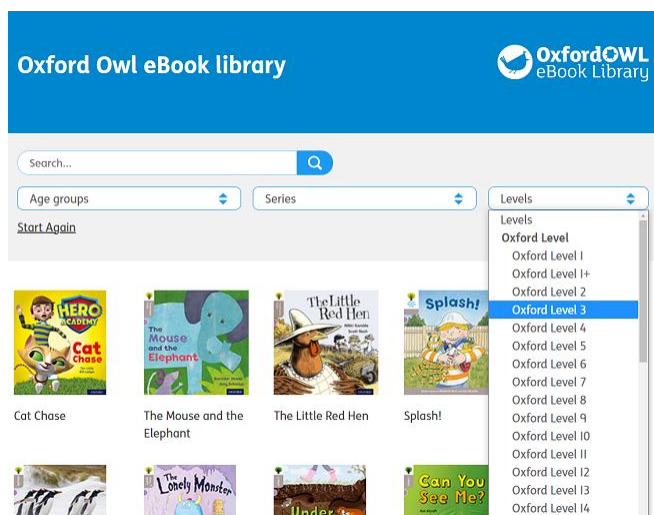 Oxford Owl eBook library
OxfordOWL
eBook Library
Search...
Age groups
Series
Levels
Start Again
Levels
Oxford Level
Oxford Level 1
Oxford Level 1+
Oxford Level 2
Oxford Level 3
Oxford Level 4
Oxford Level 5
Oxford Level 6
Oxford Level 7
Oxford Level 8
Oxford Level 9
Oxford Level 10
Oxford Level 11
Oxford Level 12
Oxford Level 13
Oxford Level 14
HERO
ACADEMY
Cat
Chase
The
Mouse
and the
Elephant
The Little
Red Hen
Splash!
Cat Chase
The Mouse and the
Elephant
The Little Red Hen
Splash!
The Lonely Monster
Under
Can You
See Me?